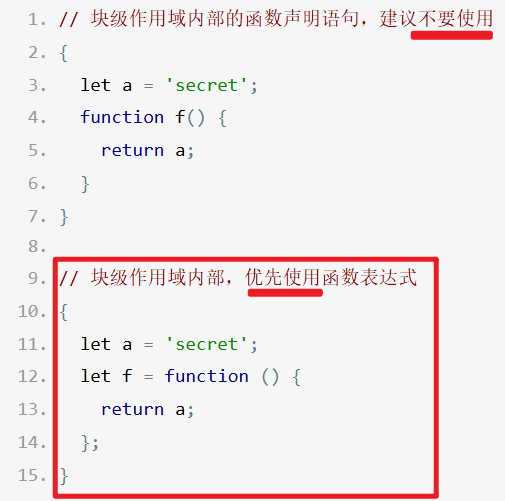 1. // 块级作用域内部的函数声明语句，建议不要使用
2. {
3.   let a = 'secret';
4.   function f() {
5.     return a;
6.   }
7. }
8.
9. // 块级作用域内部，优先使用函数表达式
10. {
11.   let a = 'secret';
12.   let f = function () {
13.     return a;
14.   };
15. }